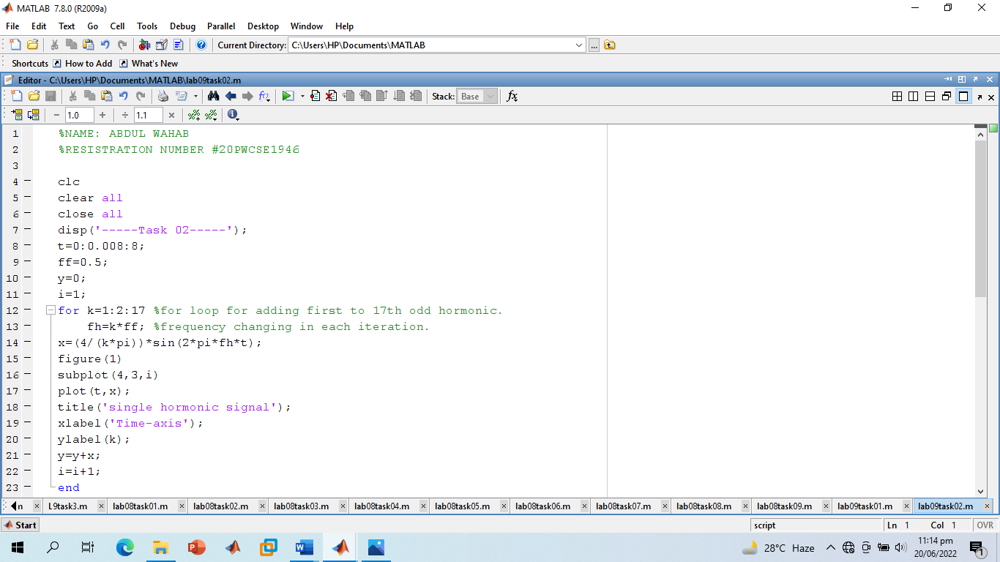 MATLAB 7.8.0 (R2009a)
File Edit Text Go Cell Tools Debug Parallel Desktop Window Help
Current Directory: C:\Users\HP\Documents\MATLAB
Shortcuts How to Add What's New
Editor - C:\Users\HP\Documents\MATLAB\lab09task02.m
Stack: Base fx
− 1.0 + ÷ 1.1 ×
1 %NAME: ABDUL WAHAB
2 %RESISTRATION NUMBER #20PWCSE1946
3
4 clc
5 clear all
6 close all
7 disp('-----Task 02-----');
8 t=0:0.008:8;
9 ff=0.5;
10 y=0;
11 i=1;
12 for k=1:2:17 %for loop for adding first to 17th odd hormonic.
13 fh=k*ff; %frequency changing in each iteration.
14 x=(4/(k*pi))*sin(2*pi*fh*t);
15 figure(1)
16 subplot(4,3,i)
17 plot(t,x);
18 title('single hormonic signal');
19 xlabel('Time-axis');
20 ylabel(k);
21 y=y+x;
22 i=i+1;
23 end
n L9task3.m lab08task01.m lab08task02.m lab08task03.m lab08task04.m lab08task05.m lab08task06.m lab08task07.m lab08task08.m lab08task09.m lab09task01.m lab09task02.m
Start script Ln 1 Col 1 OVR
28°C Haze 11:14 pm
20/06/2022 1